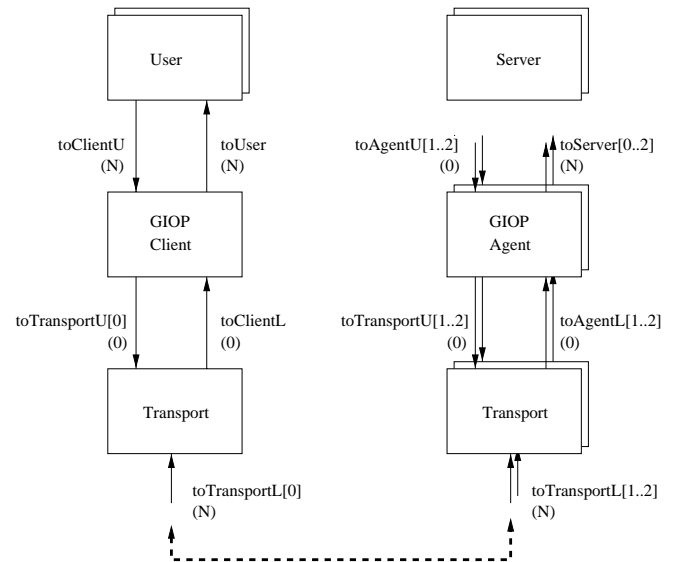 User
Server
toClientU
(N)
toUser
(N)
toAgentU[1..2]
(0)
toServer[0..2]
(N)
GIOP
Client
GIOP
Agent
toTransportU[0]
(0)
toClientL
(0)
toTransportU[1..2]
(0)
toAgentL[1..2]
(0)
Transport
Transport
toTransportL[0]
(N)
toTransportL[1..2]
(N)